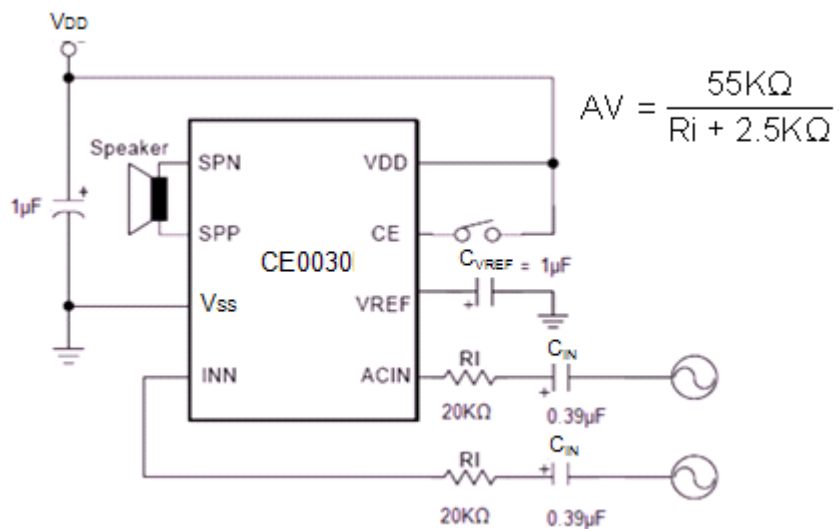 VDD
AV = 55KΩ / Ri + 2.5KΩ
Speaker
+
1µF
SPN
VDD
SPP
CE
CE0030
CVREF = 1µF
+
Vss
VREF
INN
ACIN
RI
CIN
+
20KΩ
0.39µF
RI
CIN
+
20KΩ
0.39µF